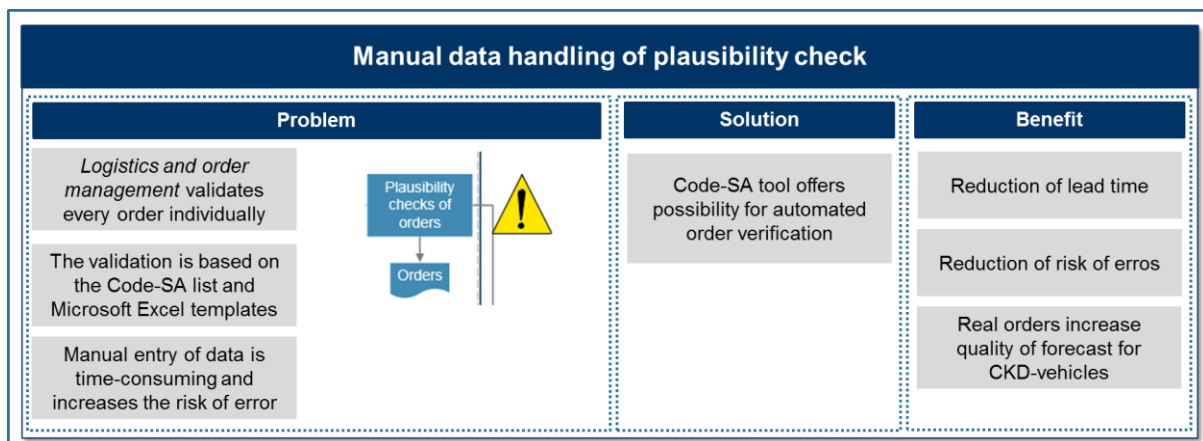 Manual data handling of plausibility check
Problem
Logistics and order
management validates
every order individually
The validation is based on
the Code-SA list and
Microsoft Excel templates
Manual entry of data is
time-consuming and
increases the risk of error
Plausibility
checks of
orders
!
Orders
Solution
Code-SA tool offers
possibility for automated
order verification
Benefit
Reduction of lead time
Reduction of risk of erros
Real orders increase
quality of forecast for
CKD-vehicles